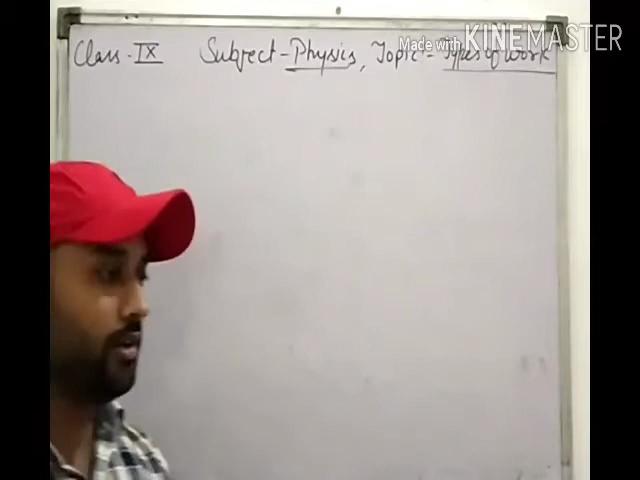 Class - IX Subject - Physics, Topic - Types of work
Made with KINEMASTER